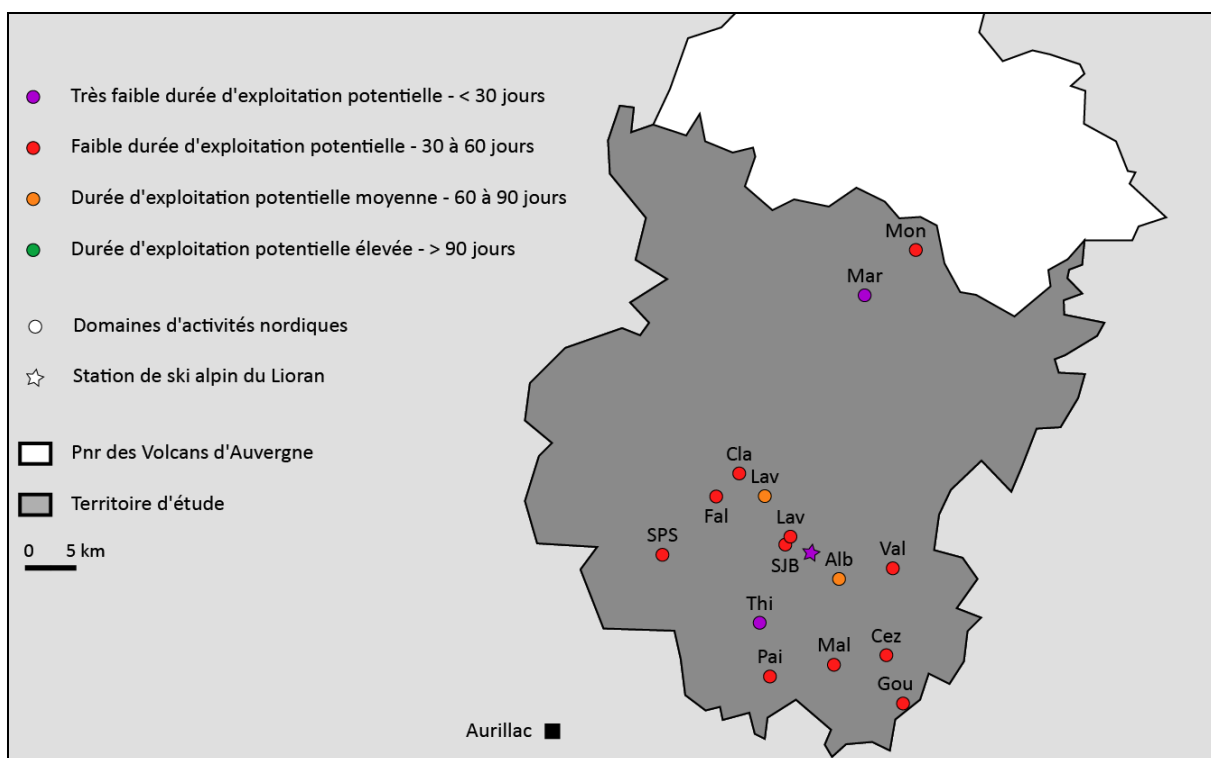 Très faible durée d'exploitation potentielle - < 30 jours
Faible durée d'exploitation potentielle - 30 à 60 jours
Durée d'exploitation potentielle moyenne - 60 à 90 jours
Durée d'exploitation potentielle élevée - > 90 jours
Domaines d'activités nordiques
Station de ski alpin du Lioran
Pnr des Volcans d'Auvergne
Territoire d'étude
0 5 km
Mon
Mar
Cla
Lav
Fal
Lav
SPS
SJB
Alb
Val
Thi
Pai
Mal
Cez
Gou
Aurillac